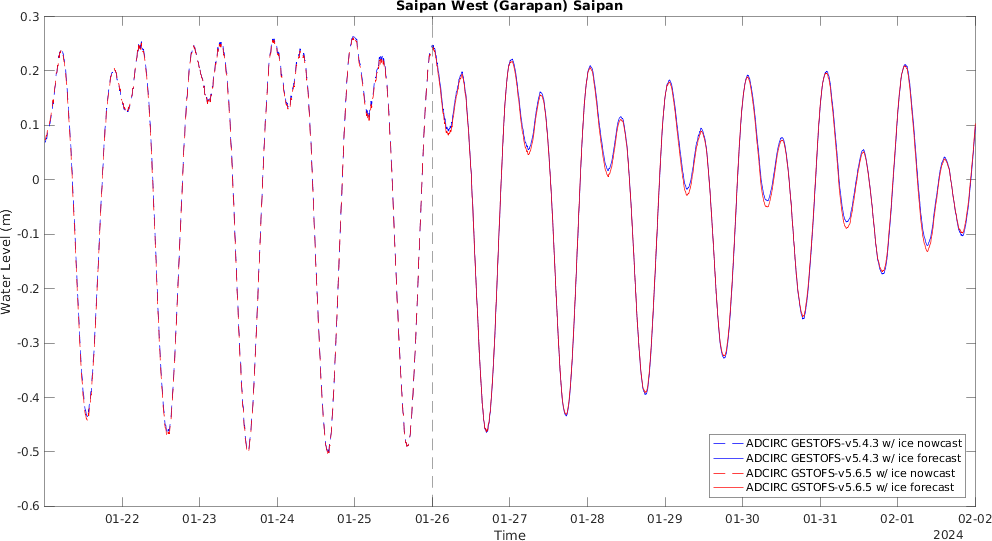 Saipan West (Garapan) Saipan
0.3
0.2
0.1
0
-0.1
-0.2
-0.3
-0.4
-0.5
-0.6
Water Level (m)
ADCIRC GESTOFS-v5.4.3 w/ ice nowcast
ADCIRC GESTOFS-v5.4.3 w/ ice forecast
ADCIRC GSTOFS-v5.6.5 w/ ice nowcast
ADCIRC GSTOFS-v5.6.5 w/ ice forecast
01-22 01-23 01-24 01-25 01-26 01-27 01-28 01-29 01-30 01-31 02-01 02-02
Time
2024